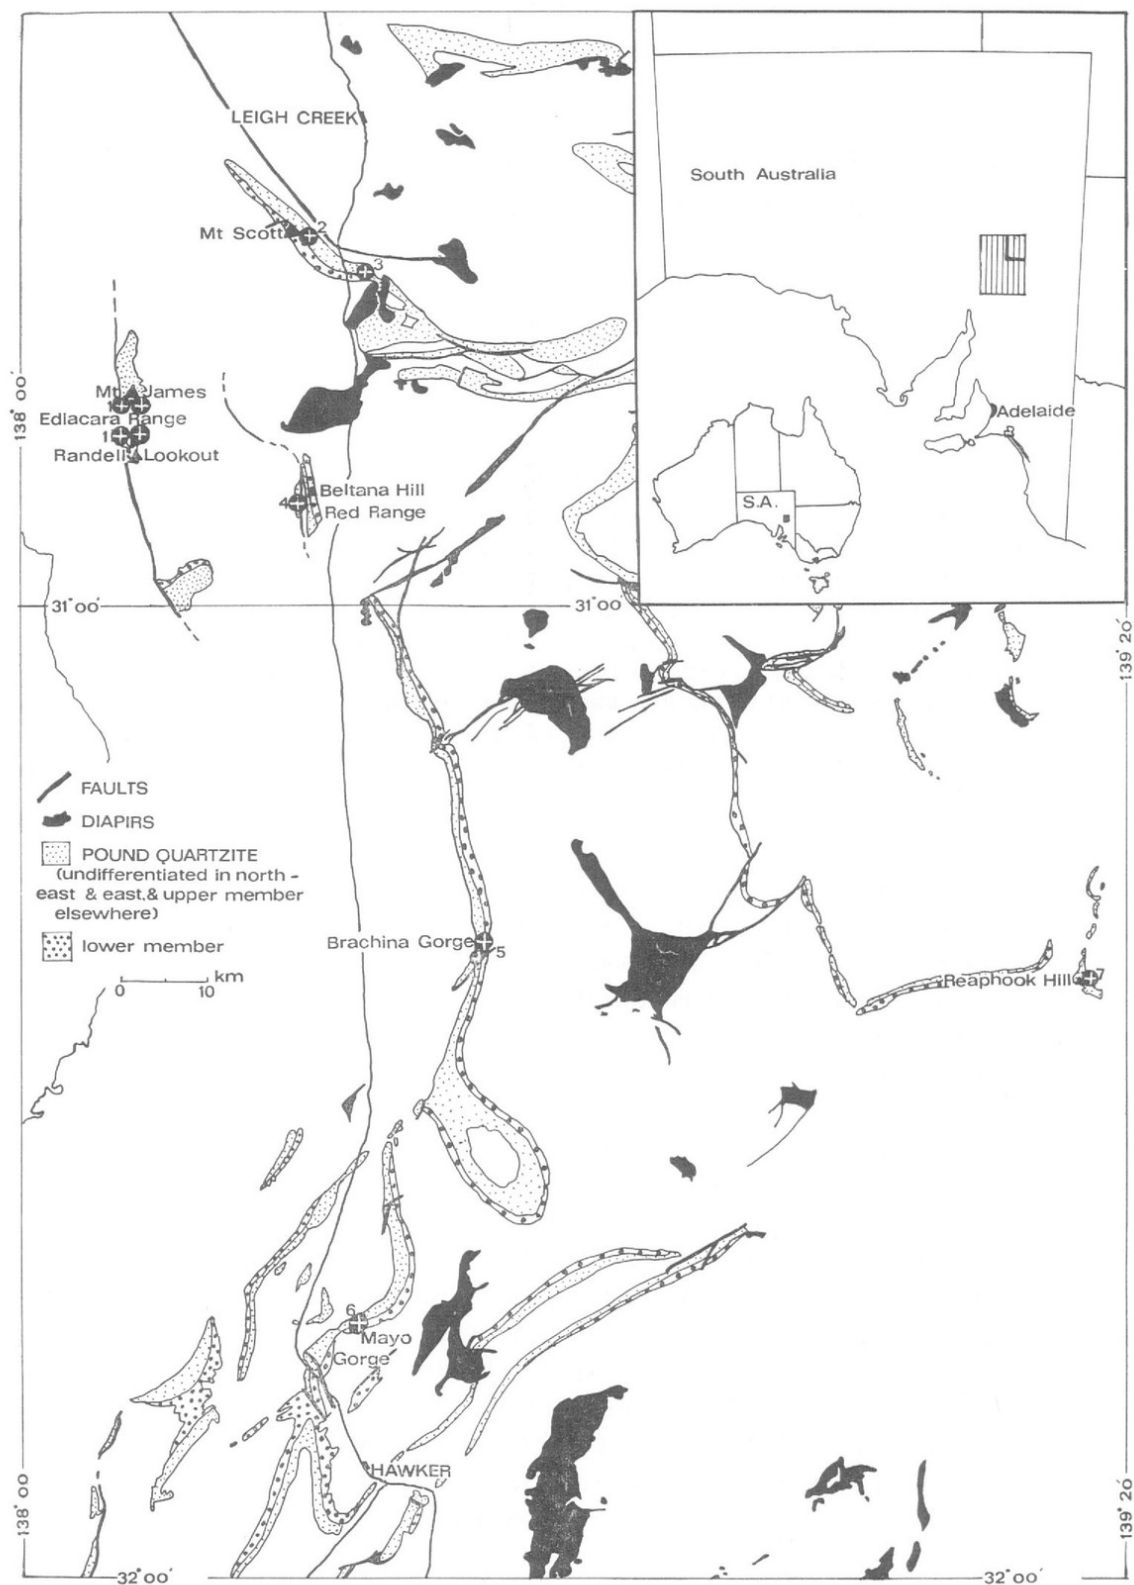 LEIGH CREEK
South Australia
Mt Scott
2
3
138° 00′
Mt James
1
Ediacara Range
1
Randell Lookout
Adelaide
S.A.
4
Beltana Hill
Red Range
31° 00′
31° 00′
139° 20′
FAULTS
DIAPIRS
POUND QUARTZITE
(undifferentiated in north-
east & east,& upper member
elsewhere)
lower member
0 10 km
Brachina Gorge
5
Reaphook Hill
7
6
Mayo
Gorge
HAWKER
138° 00
139° 20′
32° 00′
32° 00′